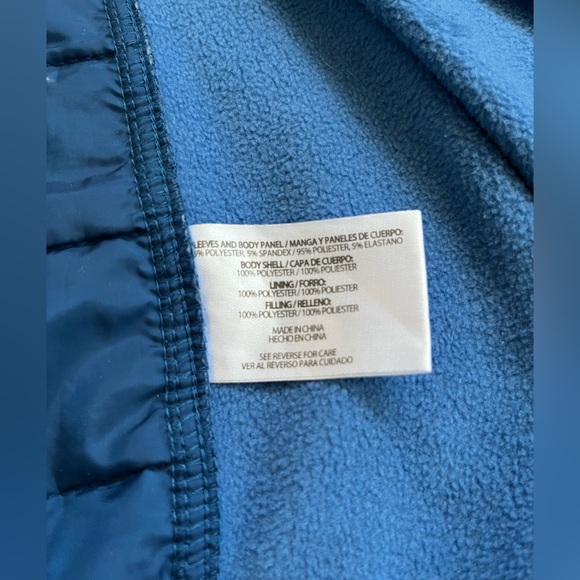 LEEVES AND BODY PANEL / MANGA Y PANELES DE CUERPO:
% POLYESTER, 5% SPANDEX / 95% POLIESTER, 5% ELASTANO
BODY SHELL / CAPA DE CUERPO:
100% POLYESTER / 100% POLIESTER
LINING / FORRO:
100% POLYESTER / 100% POLIESTER
FILLING / RELLENO:
100% POLYESTER / 100% POLIESTER
MADE IN CHINA
HECHO EN CHINA
SEE REVERSE FOR CARE
VER AL REVERSO PARA CUIDADO